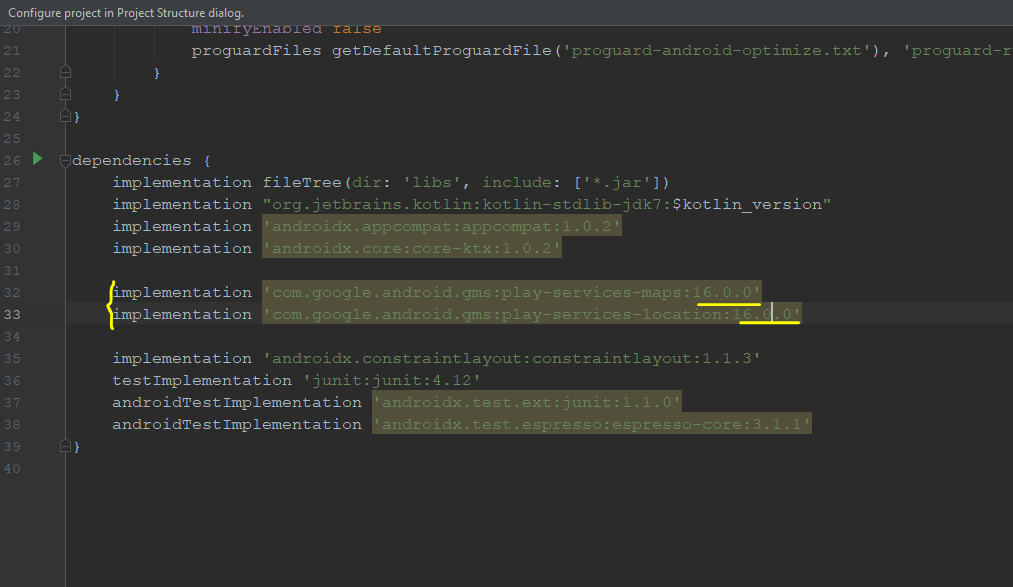 Configure project in Project Structure dialog.
20 minifyEnabled false
21 proguardFiles getDefaultProguardFile('proguard-android-optimize.txt'), 'proguard-r
22 }
23 }
24 }
25
26 dependencies {
27 implementation fileTree(dir: 'libs', include: ['*.jar'])
28 implementation "org.jetbrains.kotlin:kotlin-stdlib-jdk7:$kotlin_version"
29 implementation 'androidx.appcompat:appcompat:1.0.2'
30 implementation 'androidx.core:core-ktx:1.0.2'
31
32 implementation 'com.google.android.gms:play-services-maps:16.0.0'
33 implementation 'com.google.android.gms:play-services-location:16.0.0'
34
35 implementation 'androidx.constraintlayout:constraintlayout:1.1.3'
36 testImplementation 'junit:junit:4.12'
37 androidTestImplementation 'androidx.test.ext:junit:1.1.0'
38 androidTestImplementation 'androidx.test.espresso:espresso-core:3.1.1'
39 }
40